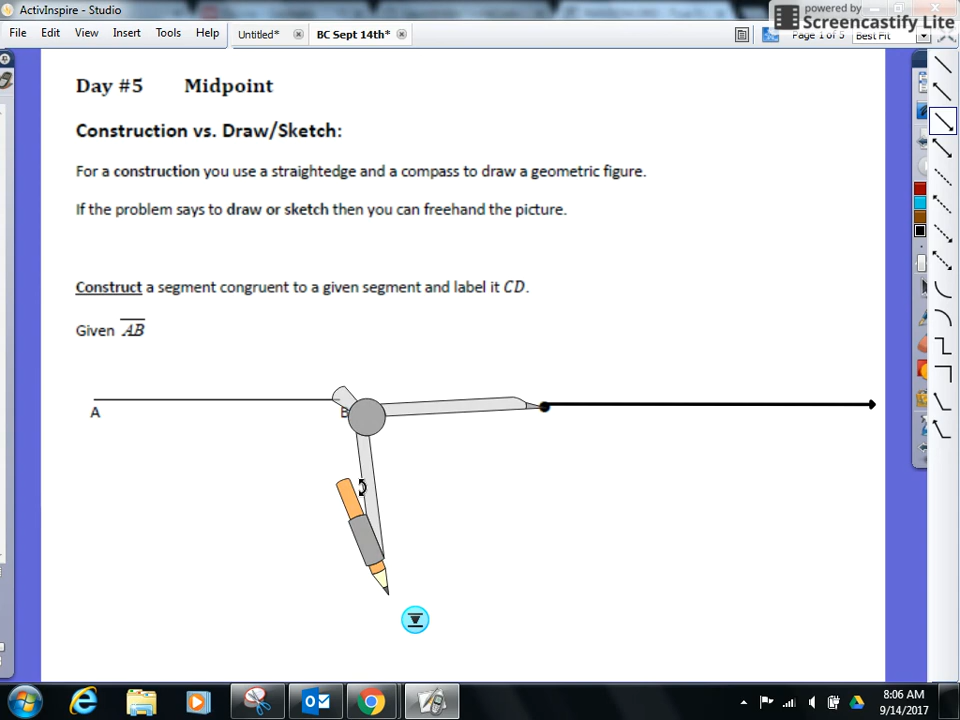 ActivInspire - Studio
powered by
Screencastify Lite
File Edit View Insert Tools Help
Untitled*
BC Sept 14th*
Page 1 of 5
Best Fit
Day #5 Midpoint
Construction vs. Draw/Sketch:
For a construction you use a straightedge and a compass to draw a geometric figure.
If the problem says to draw or sketch then you can freehand the picture.
Construct a segment congruent to a given segment and label it CD.
Given AB
A
B
8:06 AM
9/14/2017